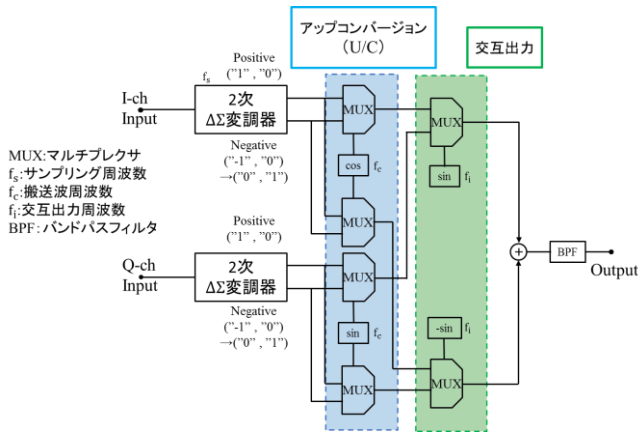 アップコンバージョン
(U/C)
交互出力
Positive
("1" , "0")
fs
I-ch
Input
2次
ΔΣ変調器
MUX
MUX
Negative
("-1" , "0")
→("0" , "1")
cos
fc
sin
fi
MUX:マルチプレクサ
fs:サンプリング周波数
fc:搬送波周波数
fi:交互出力周波数
BPF:バンドパスフィルタ
Positive
("1" , "0")
MUX
Q-ch
Input
2次
ΔΣ変調器
MUX
BPF
Output
Negative
("-1" , "0")
→("0" , "1")
sin
fc
-sin
fi
MUX
MUX